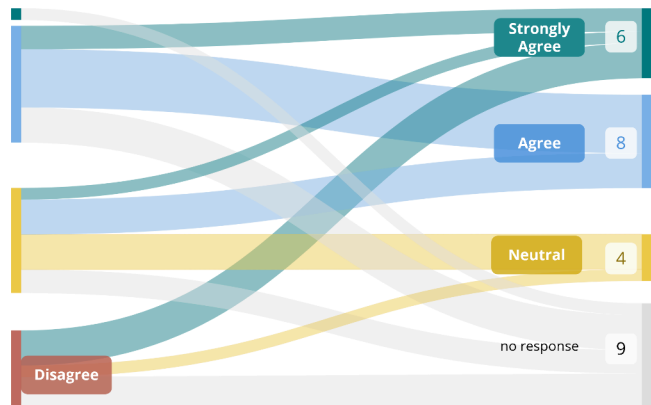 Strongly
Agree
6
Agree
8
Neutral
4
no response
9
Disagree